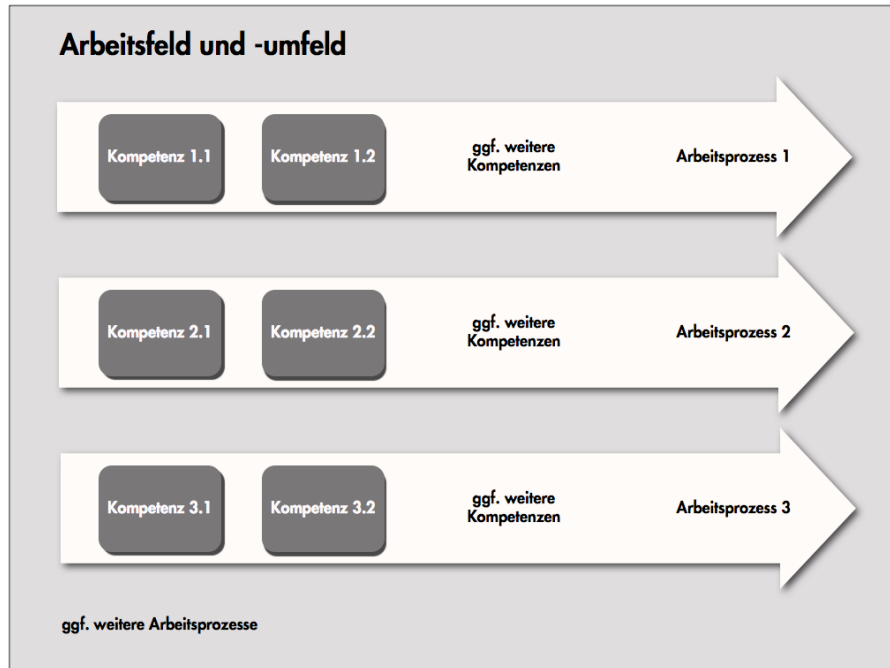 Arbeitsfeld und -umfeld
Kompetenz 1.1
Kompetenz 1.2
ggf. weitere
Kompetenzen
Arbeitsprozess 1
Kompetenz 2.1
Kompetenz 2.2
ggf. weitere
Kompetenzen
Arbeitsprozess 2
Kompetenz 3.1
Kompetenz 3.2
ggf. weitere
Kompetenzen
Arbeitsprozess 3
ggf. weitere Arbeitsprozesse